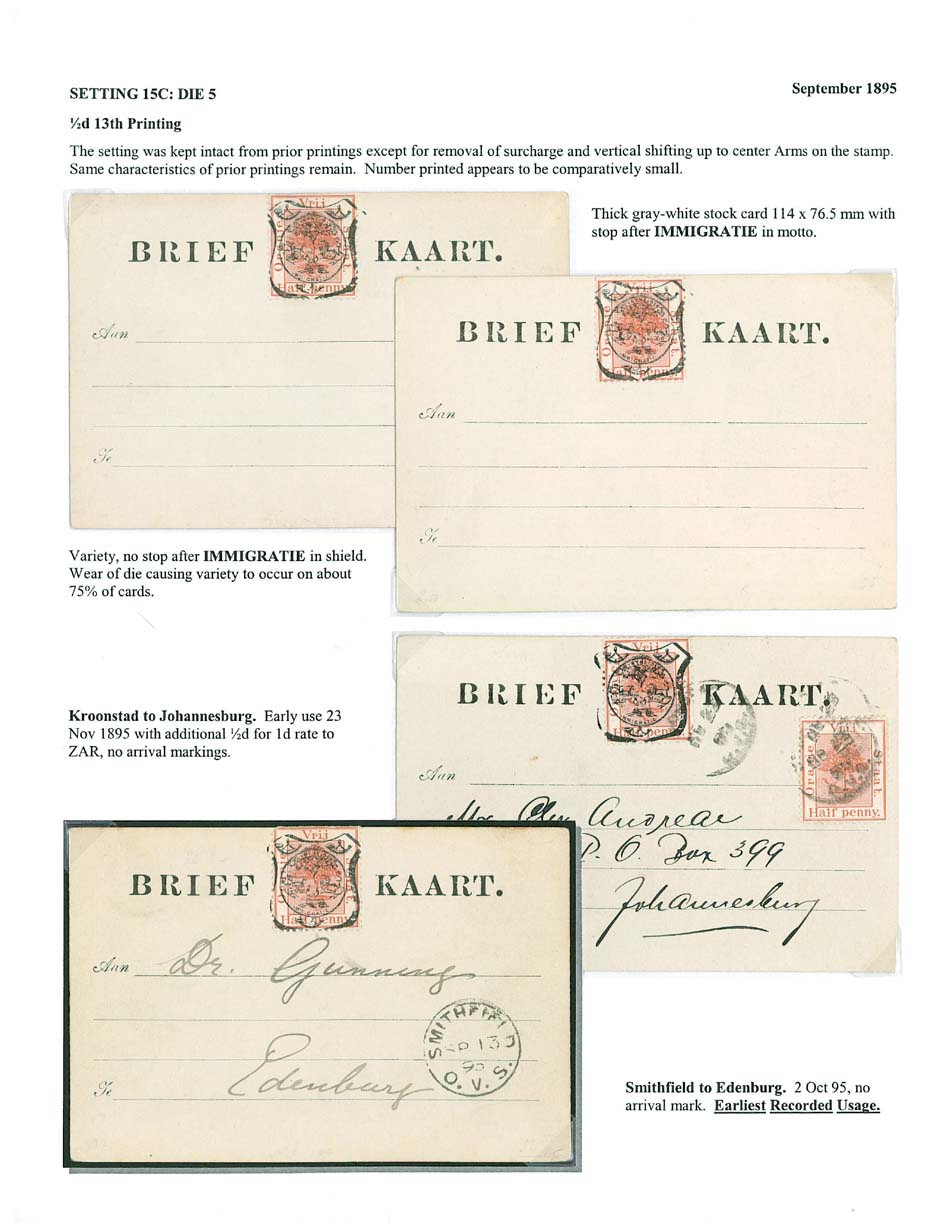 SETTING 15C: DIE 5
September 1895
½d 13th Printing
The setting was kept intact from prior printings except for removal of surcharge and vertical shifting up to center Arms on the stamp.
Same characteristics of prior printings remain. Number printed appears to be comparatively small.
Thick gray-white stock card 114 x 76.5 mm with
stop after IMMIGRATIE in motto.
Vrij
BRIEF KAART.
Half penny
Aan
Te
Vrij
BRIEF KAART.
IMMIGRATIE
Half penny
Aan
Te
Variety, no stop after IMMIGRATIE in shield.
Wear of die causing variety to occur on about
75% of cards.
Kroonstad to Johannesburg. Early use 23
Nov 1895 with additional ½d for 1d rate to
ZAR, no arrival markings.
Vrij
BRIEF KAART.
Vrij
Oranje Staat.
Half penny.
Aan
Andreae
P. O. Box 399
Johannesburg
Vrij
BRIEF KAART.
Half penny
Aan Dr. Gunning
SMITHFIELD
13
95
O. V. S.
Te Edenburg
Smithfield to Edenburg. 2 Oct 95, no
arrival mark. Earliest Recorded Usage.